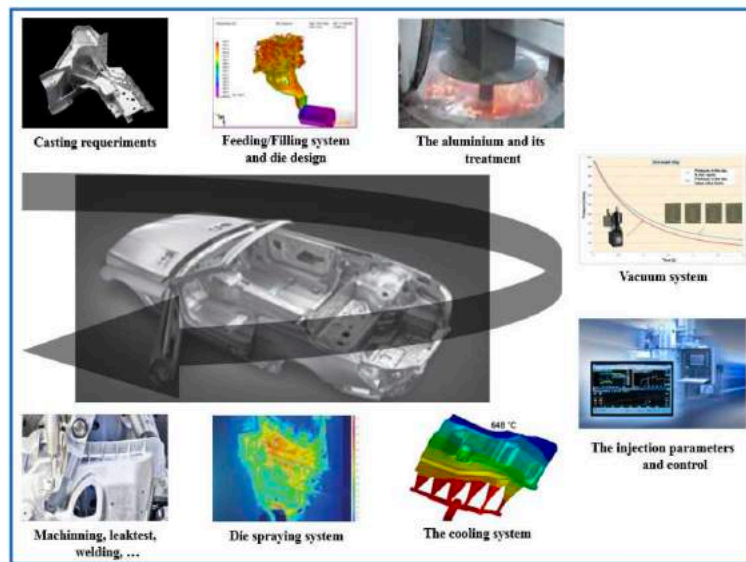 Casting requeriments
Feeding/Filling system
and die design
The aluminium and its
treatment
Vacuum system
The injection parameters
and control
648 °C
The cooling system
Die spraying system
Machinning, leaktest,
welding, …